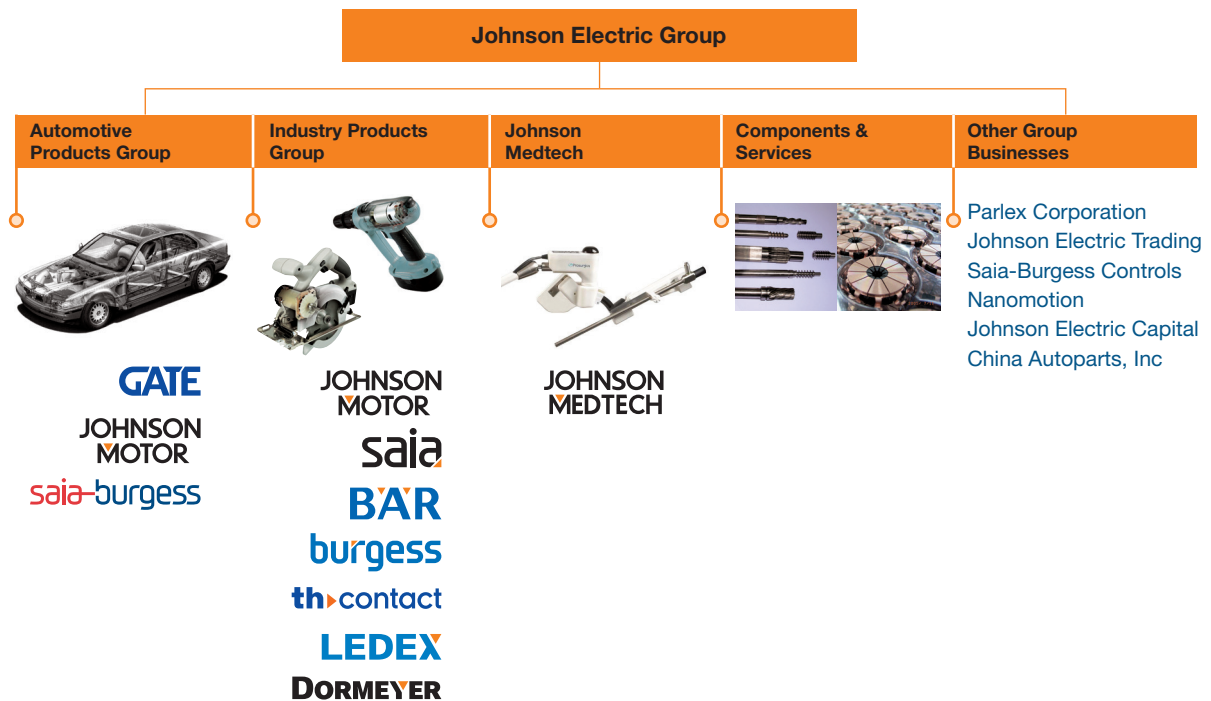 Johnson Electric Group
Automotive
Products Group
Industry Products
Group
Johnson
Medtech
Components &
Services
Other Group
Businesses
GATE
JOHNSON
MOTOR
saia-burgess
JOHNSON
MOTOR
saia
BÄR
burgess
th contact
LEDEX
DORMEYER
JOHNSON
MEDTECH
Parlex Corporation
Johnson Electric Trading
Saia-Burgess Controls
Nanomotion
Johnson Electric Capital
China Autoparts, Inc